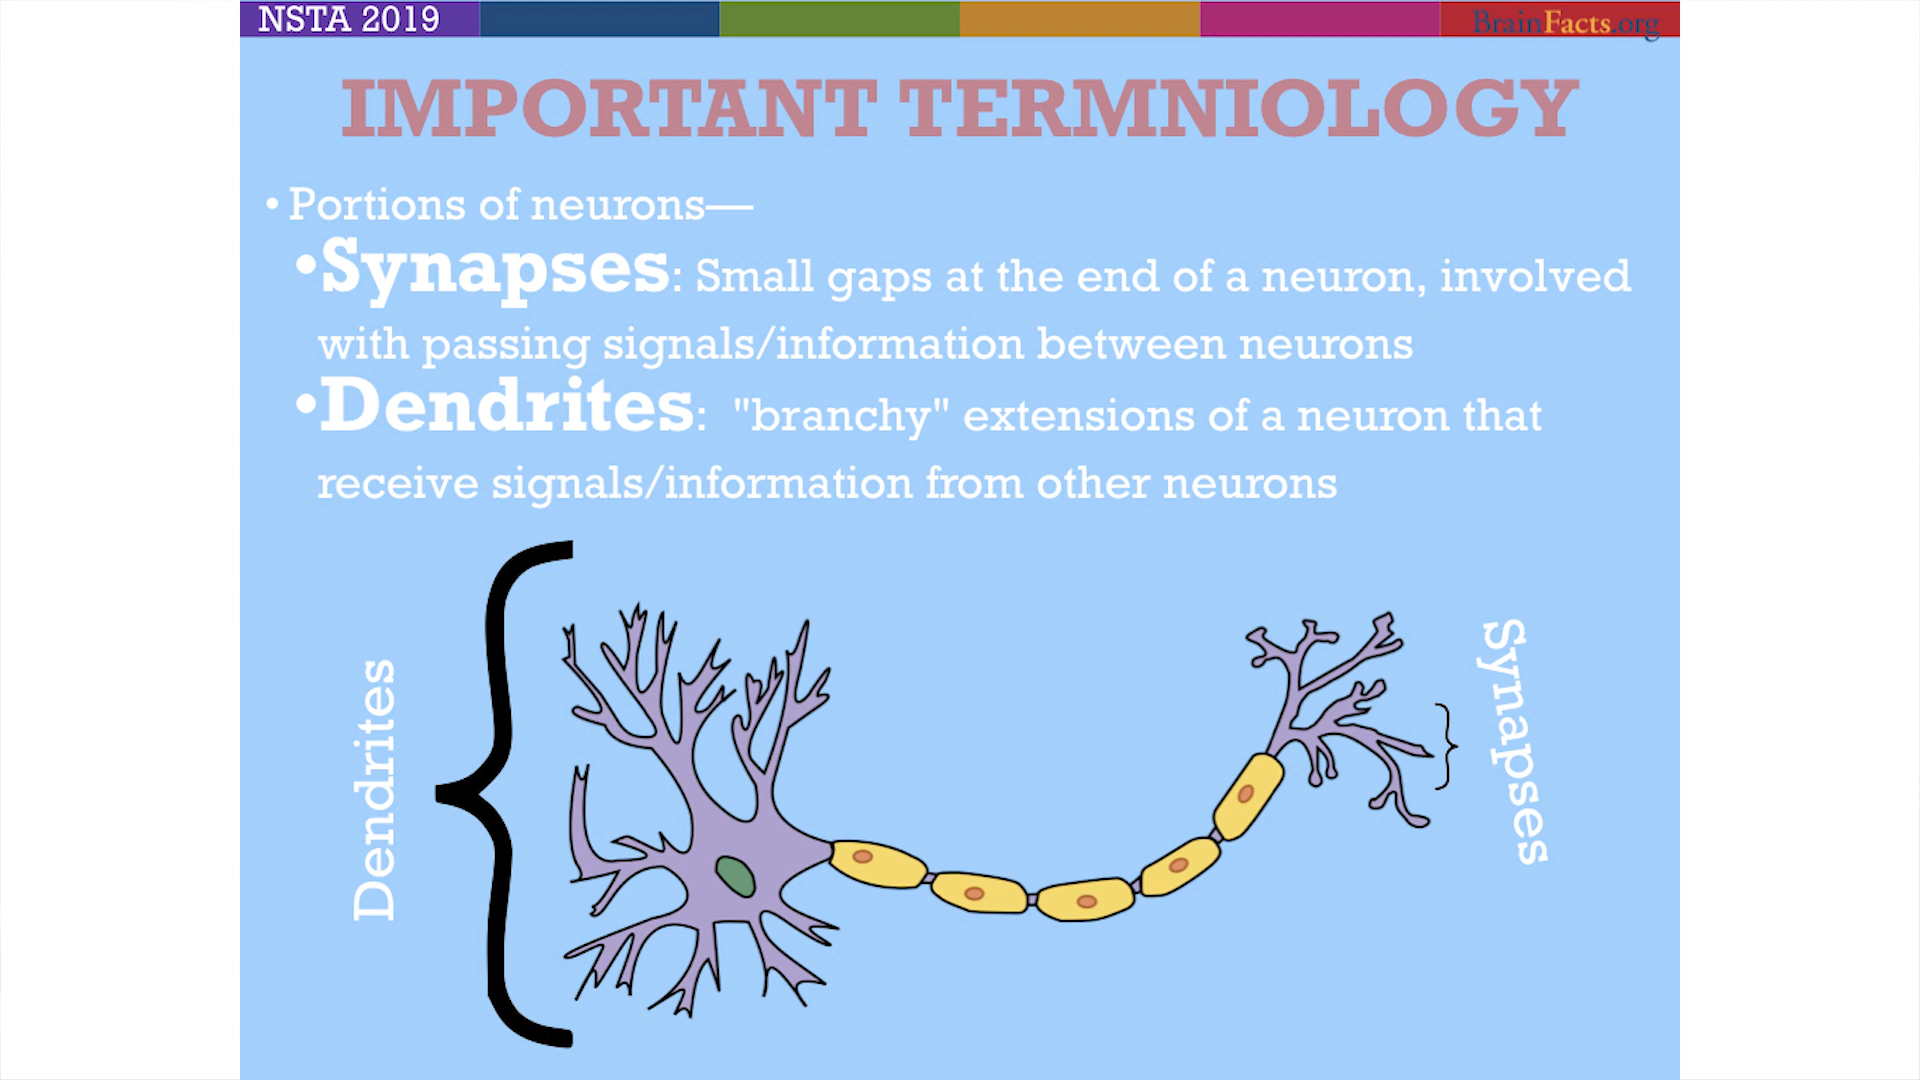 NSTA 2019
BrainFacts.org
IMPORTANT TERMNIOLOGY
• Portions of neurons—
•Synapses: Small gaps at the end of a neuron, involved
with passing signals/information between neurons
•Dendrites: "branchy" extensions of a neuron that
receive signals/information from other neurons
Dendrites
Synapses